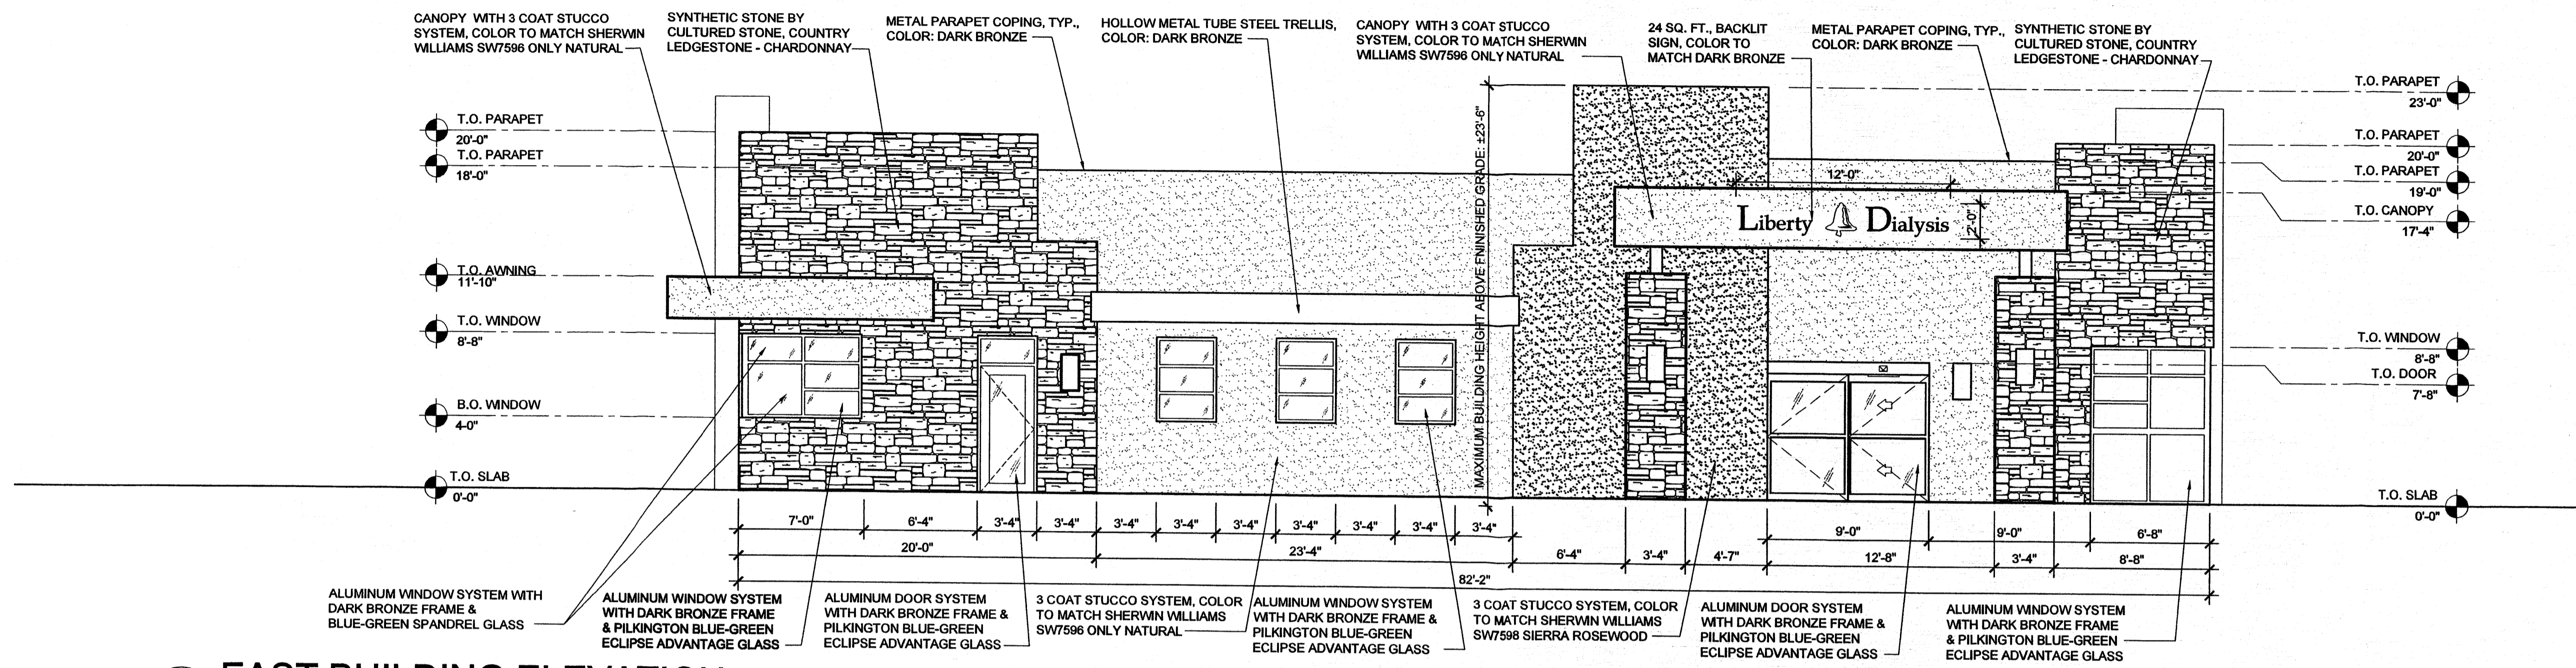 CANOPY WITH 3 COAT STUCCO
SYSTEM, COLOR TO MATCH SHERWIN
WILLIAMS SW7596 ONLY NATURAL
SYNTHETIC STONE BY
CULTURED STONE, COUNTRY
LEDGESTONE - CHARDONNAY
METAL PARAPET COPING, TYP.,
COLOR: DARK BRONZE
HOLLOW METAL TUBE STEEL TRELLIS,
COLOR: DARK BRONZE
CANOPY WITH 3 COAT STUCCO
SYSTEM, COLOR TO MATCH SHERWIN
WILLIAMS SW7596 ONLY NATURAL
24 SQ. FT., BACKLIT
SIGN, COLOR TO
MATCH DARK BRONZE
METAL PARAPET COPING, TYP.,
COLOR: DARK BRONZE
SYNTHETIC STONE BY
CULTURED STONE, COUNTRY
LEDGESTONE - CHARDONNAY
T.O. PARAPET
20'-0"
T.O. PARAPET
18'-0"
T.O. AWNING
11'-10"
T.O. WINDOW
8'-8"
B.O. WINDOW
4-0"
T.O. SLAB
0'-0"
MAXIMUM BUILDING HEIGHT ABOVE FNINISHED GRADE: ±23'-6"
12'-0"
Liberty Dialysis
2'-0"
T.O. PARAPET
23'-0"
T.O. PARAPET
20'-0"
T.O. PARAPET
19'-0"
T.O. CANOPY
17'-4"
T.O. WINDOW
8'-8"
T.O. DOOR
7'-8"
T.O. SLAB
0'-0"
7'-0" 6'-4" 3'-4" 3'-4" 3'-4" 3'-4" 3'-4" 3'-4" 3'-4" 3'-4" 3'-4"
9'-0" 9'-0" 6'-8"
20'-0" 23'-4" 6'-4" 3'-4" 4'-7" 12'-8" 3'-4" 8'-8"
82'-2"
ALUMINUM WINDOW SYSTEM WITH
DARK BRONZE FRAME &
BLUE-GREEN SPANDREL GLASS
ALUMINUM WINDOW SYSTEM
WITH DARK BRONZE FRAME
& PILKINGTON BLUE-GREEN
ECLIPSE ADVANTAGE GLASS
ALUMINUM DOOR SYSTEM
WITH DARK BRONZE FRAME &
PILKINGTON BLUE-GREEN
ECLIPSE ADVANTAGE GLASS
3 COAT STUCCO SYSTEM, COLOR
TO MATCH SHERWIN WILLIAMS
SW7596 ONLY NATURAL
ALUMINUM WINDOW SYSTEM
WITH DARK BRONZE FRAME &
PILKINGTON BLUE-GREEN
ECLIPSE ADVANTAGE GLASS
3 COAT STUCCO SYSTEM, COLOR
TO MATCH SHERWIN WILLIAMS
SW7598 SIERRA ROSEWOOD
ALUMINUM DOOR SYSTEM
WITH DARK BRONZE FRAME &
PILKINGTON BLUE-GREEN
ECLIPSE ADVANTAGE GLASS
ALUMINUM WINDOW SYSTEM
WITH DARK BRONZE FRAME
& PILKINGTON BLUE-GREEN
ECLIPSE ADVANTAGE GLASS
EAST BUILDING ELEVATION